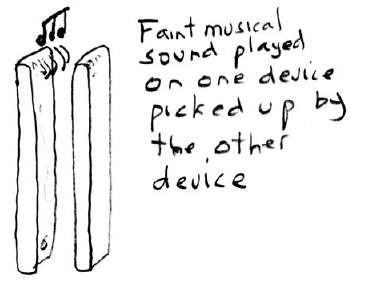 Faint musical
sound played
on one device
picked up by
the other
device